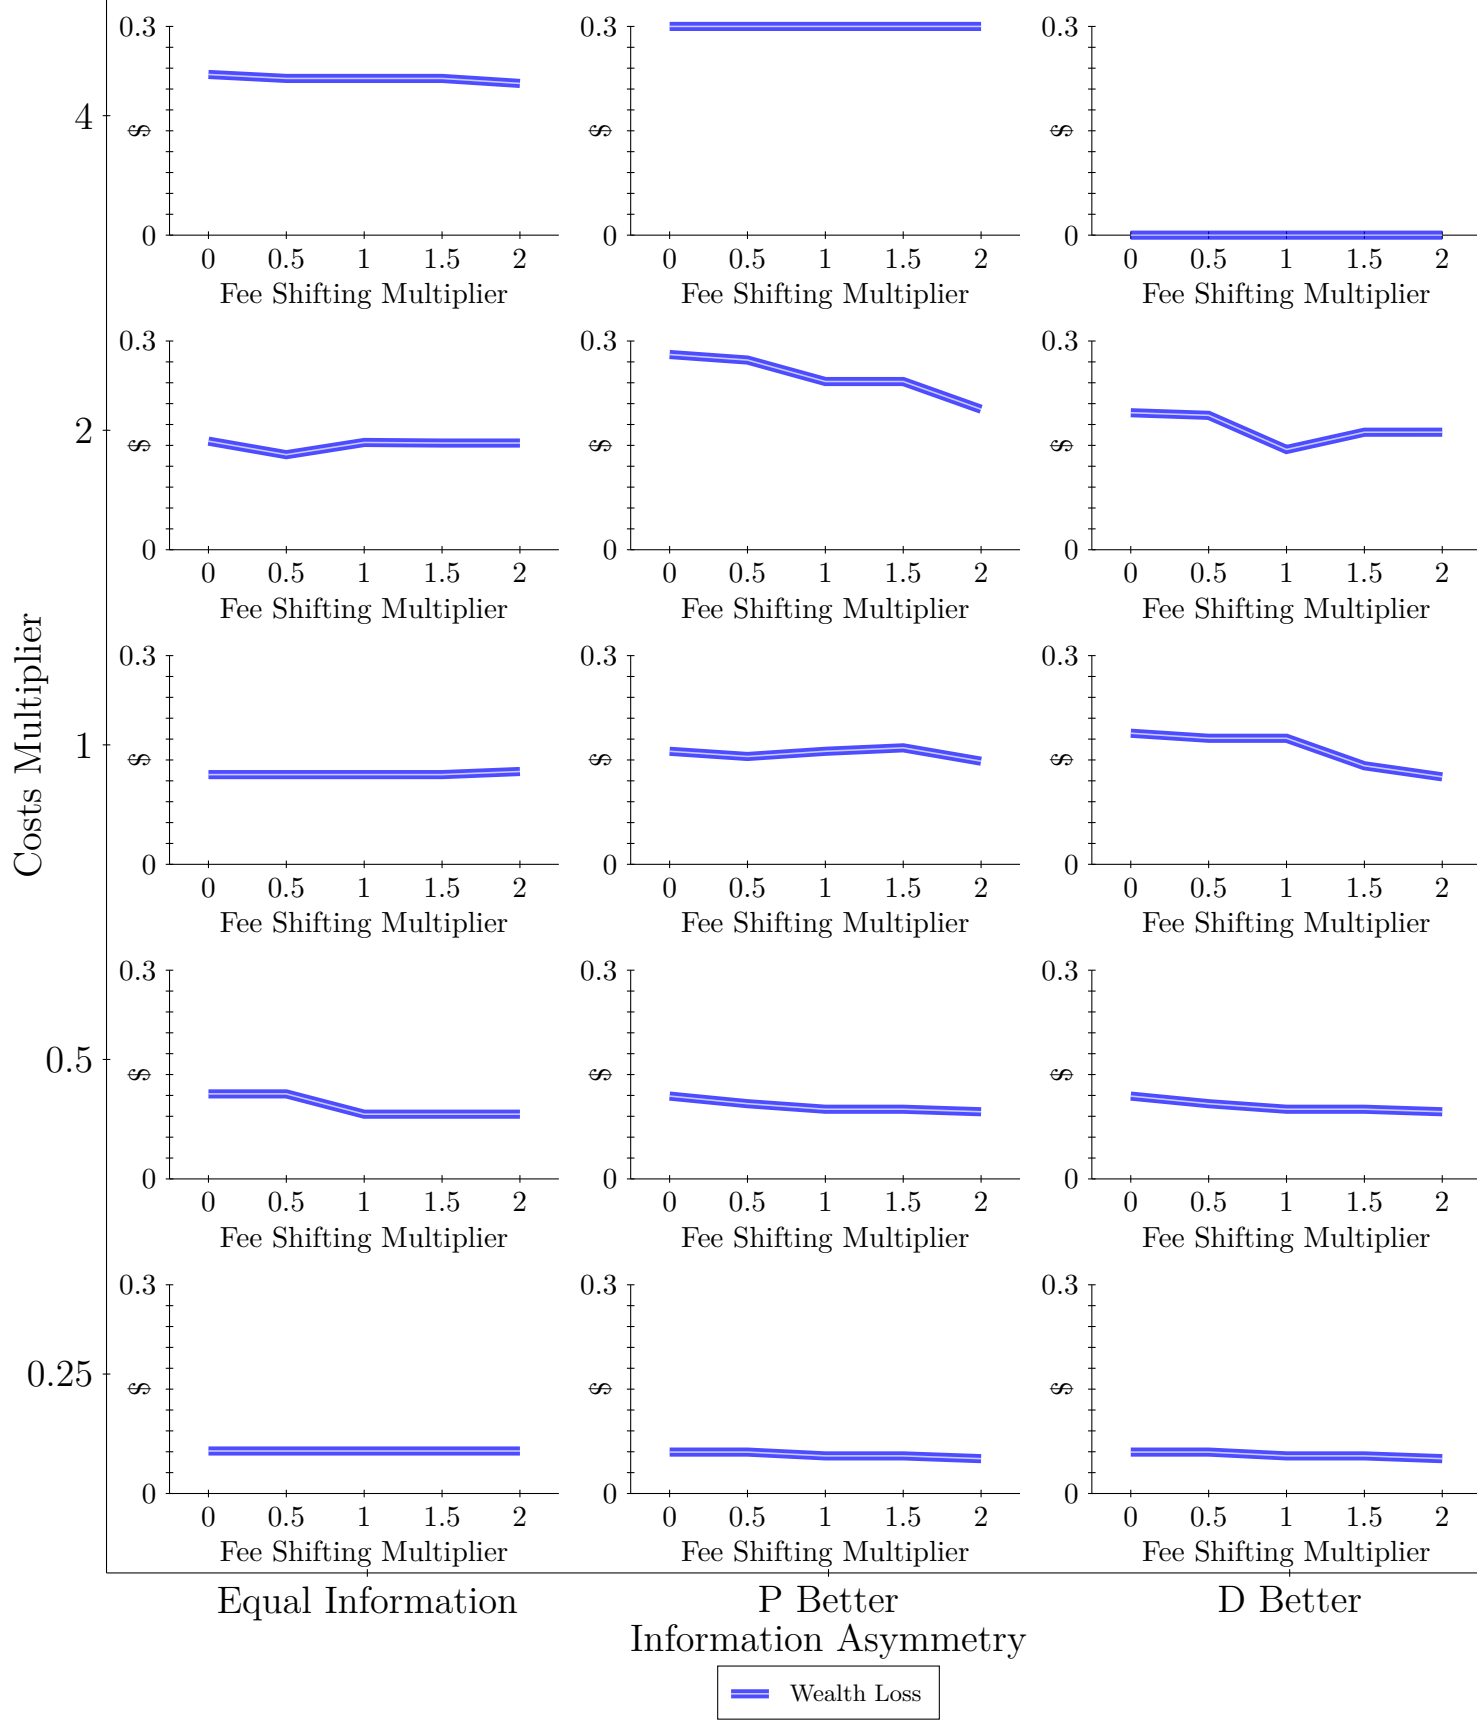 0.3 0.3 0.3
4 $ $ $
0 0 0
0 0.5 1 1.5 2 0 0.5 1 1.5 2 0 0.5 1 1.5 2
Fee Shifting Multiplier Fee Shifting Multiplier Fee Shifting Multiplier
0.3 0.3 0.3
2 $ $ $
0 0 0
0 0.5 1 1.5 2 0 0.5 1 1.5 2 0 0.5 1 1.5 2
Fee Shifting Multiplier Fee Shifting Multiplier Fee Shifting Multiplier
Costs Multiplier
0.3 0.3 0.3
1 $ $ $
0 0 0
0 0.5 1 1.5 2 0 0.5 1 1.5 2 0 0.5 1 1.5 2
Fee Shifting Multiplier Fee Shifting Multiplier Fee Shifting Multiplier
0.3 0.3 0.3
0.5 $ $ $
0 0 0
0 0.5 1 1.5 2 0 0.5 1 1.5 2 0 0.5 1 1.5 2
Fee Shifting Multiplier Fee Shifting Multiplier Fee Shifting Multiplier
0.3 0.3 0.3
0.25 $ $ $
0 0 0
0 0.5 1 1.5 2 0 0.5 1 1.5 2 0 0.5 1 1.5 2
Fee Shifting Multiplier Fee Shifting Multiplier Fee Shifting Multiplier
Equal Information P Better D Better
Information Asymmetry
Wealth Loss